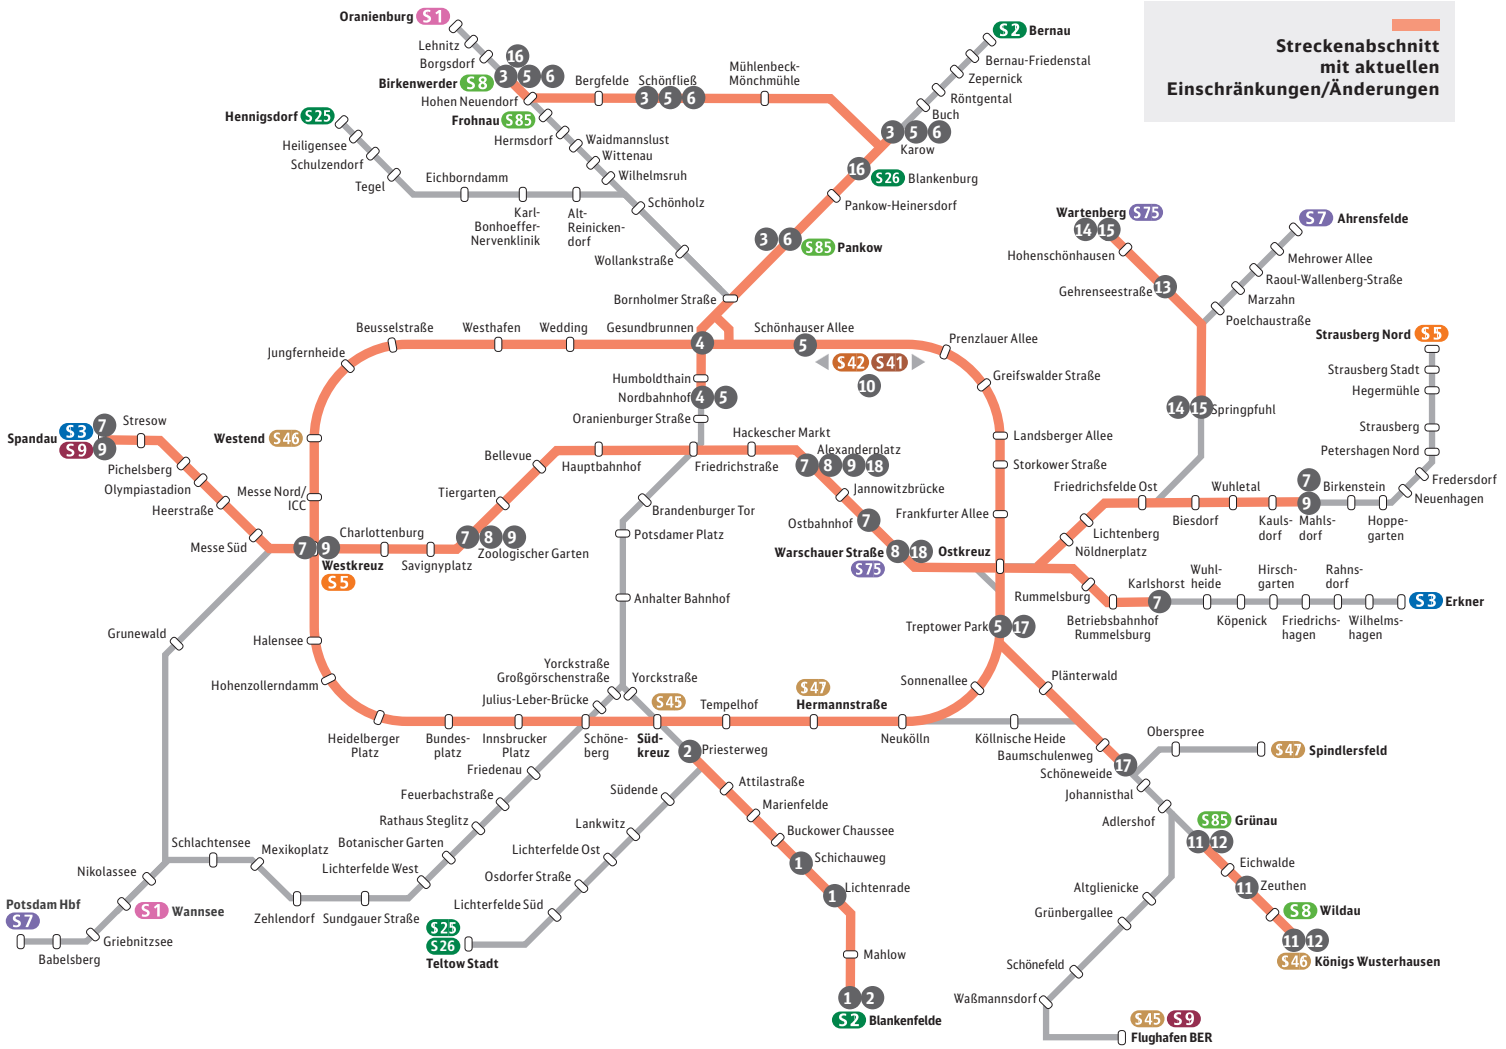 Streckenabschnitt
mit aktuellen
Einschränkungen/Änderungen
Oranienburg S1
Lehnitz
Borgsdorf
16
Birkenwerder S8
3 5 6
Hohen Neuendorf
Bergfelde
Schönfließ
3 5 6
Mühlenbeck-
Mönchmühle
Frohnau S85
Hermsdorf
Waidmannslust
Wittenau
Wilhelmsruh
Schönholz
Wollankstraße
Hennigsdorf S25
Heiligensee
Schulzendorf
Tegel
Eichborndamm
Karl-
Bonhoeffer-
Nervenklinik
Alt-
Reinicken-
dorf
S2 Bernau
Bernau-Friedenstal
Zepernick
Röntgental
Buch
3 5 6
Karow
16
S26 Blankenburg
Pankow-Heinersdorf
3 6
S85 Pankow
Bornholmer Straße
Wartenberg S75
14 15
Hohenschönhausen
Gehrenseestraße
13
S7 Ahrensfelde
Mehrower Allee
Raoul-Wallenberg-Straße
Marzahn
Poelchaustraße
14 15
Springpfuhl
Strausberg Nord S5
Strausberg Stadt
Hegermühle
Strausberg
Petershagen Nord
Fredersdorf
Neuenhagen
Hoppe-
garten
Birkenstein
7
9
Mahls-
dorf
Kauls-
dorf
Wuhletal
Biesdorf
Friedrichsfelde Ost
Lichtenberg
Nöldnerplatz
Jungfernheide
Beusselstraße
Westhafen
Wedding
Gesundbrunnen
4
Schönhauser Allee
5
S42 S41
10
Prenzlauer Allee
Greifswalder Straße
Landsberger Allee
Storkower Straße
Frankfurter Allee
Humboldthain
Nordbahnhof
4 5
Oranienburger Straße
Spandau S3 S9
7
9
Stresow
Pichelsberg
Olympiastadion
Heerstraße
Messe Süd
Westend S46
Messe Nord/
ICC
7 9
Westkreuz
S5
Charlottenburg
Savignyplatz
7 8 9
Zoologischer Garten
Tiergarten
Bellevue
Hauptbahnhof
Friedrichstraße
Hackescher Markt
Alexanderplatz
7 8 9 18
Jannowitzbrücke
Ostbahnhof
7
Warschauer Straße
S75
8 18
Ostkreuz
Brandenburger Tor
Potsdamer Platz
Anhalter Bahnhof
Rummelsburg
Betriebsbahnhof
Rummelsburg
Karlshorst
7
Wuhl-
heide
Köpenick
Hirsch-
garten
Friedrichs-
hagen
Rahns-
dorf
Wilhelms-
hagen
S3 Erkner
Treptower Park
5 17
Plänterwald
Sonnenallee
Grunewald
Halensee
Hohenzollerndamm
Heidelberger
Platz
Bundes-
platz
Innsbrucker
Platz
Schöne-
berg
Yorckstraße
Großgörschenstraße
Julius-Leber-Brücke
Yorckstraße
S45
Süd-
kreuz
Tempelhof
S47
Hermannstraße
Neukölln
Köllnische Heide
Baumschulenweg
Schöneweide
17
Oberspree
S47 Spindlersfeld
Johannisthal
Adlershof
S85 Grünau
11 12
Eichwalde
11
Zeuthen
S8 Wildau
11 12
S46 Königs Wusterhausen
Altglienicke
Grünbergallee
Schönefeld
Waßmannsdorf
S45 S9
Flughafen BER
2
Priesterweg
Attilastraße
Marienfelde
Buckower Chaussee
1
Schichauweg
1
Lichtenrade
Mahlow
1 2
S2 Blankenfelde
Südende
Lankwitz
Lichterfelde Ost
Osdorfer Straße
Lichterfelde Süd
S25
S26
Teltow Stadt
Friedenau
Feuerbachstraße
Rathaus Steglitz
Botanischer Garten
Lichterfelde West
Sundgauer Straße
Zehlendorf
Mexikoplatz
Schlachtensee
Nikolassee
S1 Wannsee
Potsdam Hbf
S7
Griebnitzsee
Babelsberg